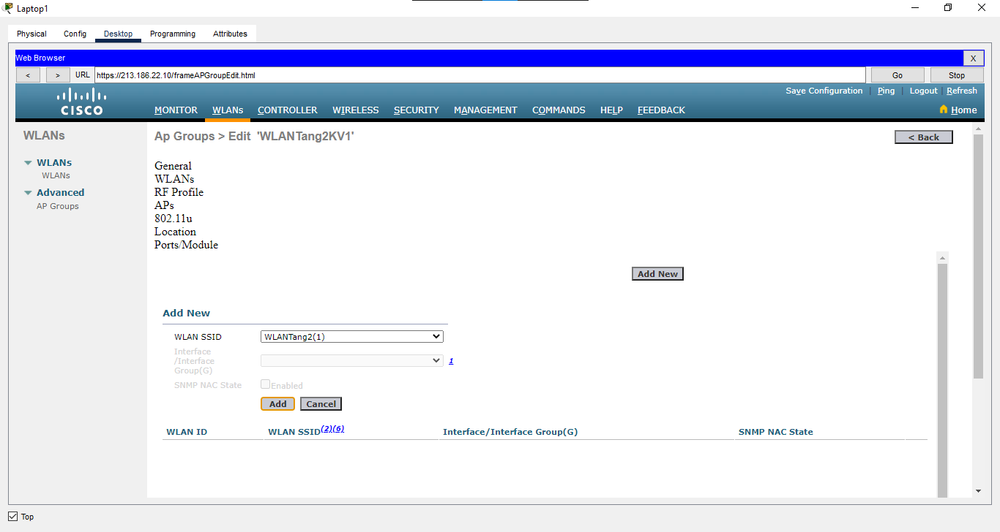 Laptop1
Physical Config Desktop Programming Attributes
Web Browser X
< > URL https://213.186.22.10/frameAPGroupEdit.html Go Stop
Save Configuration | Ping | Logout | Refresh
CISCO
MONITOR WLANs CONTROLLER WIRELESS SECURITY MANAGEMENT COMMANDS HELP FEEDBACK Home
WLANs
WLANs
WLANs
Advanced
AP Groups
Ap Groups > Edit 'WLANTang2KV1' < Back
General
WLANs
RF Profile
APs
802.11u
Location
Ports/Module
Add New
Add New
WLAN SSID WLANTang2(1)
Interface
/Interface
Group(G) 1
SNMP NAC State Enabled
Add Cancel
WLAN ID WLAN SSID(2)(6) Interface/Interface Group(G) SNMP NAC State
Top